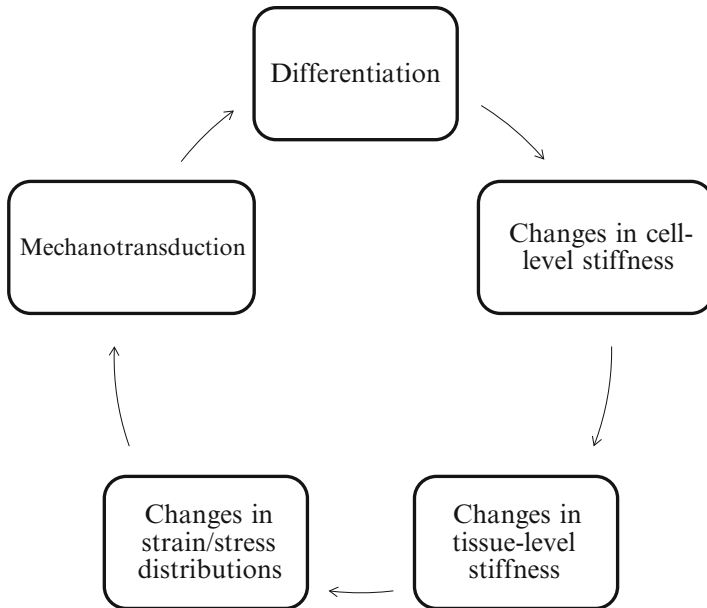 Differentiation
Changes in cell-
level stiffness
Changes in
tissue-level
stiffness
Changes in
strain/stress
distributions
Mechanotransduction